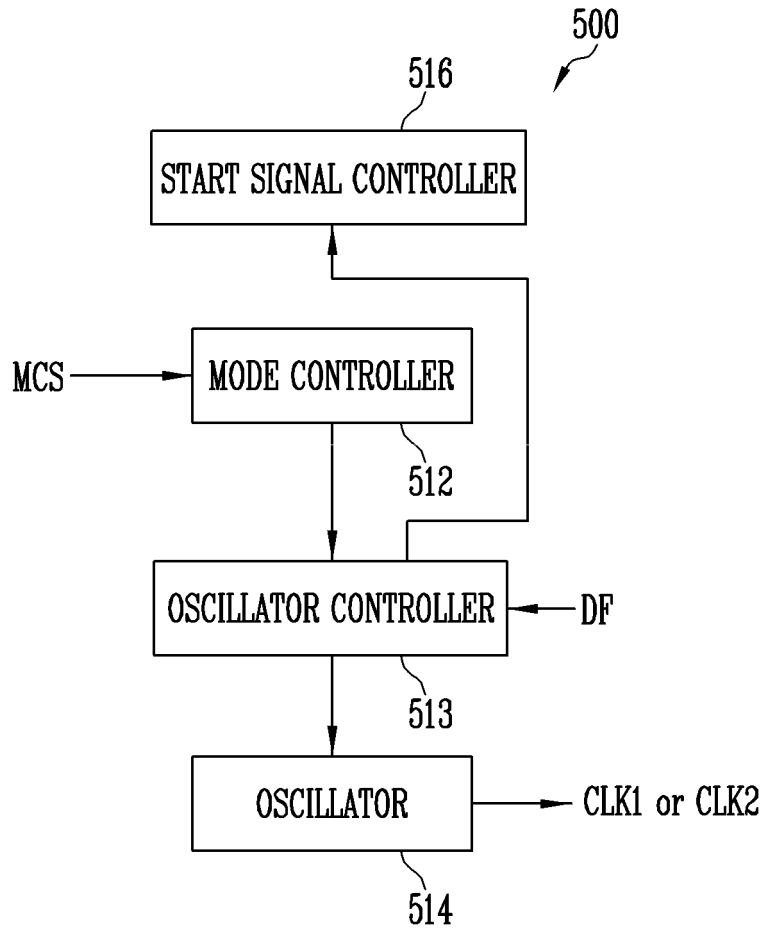 500
516
START SIGNAL CONTROLLER
MCS
MODE CONTROLLER
512
OSCILLATOR CONTROLLER
DF
513
OSCILLATOR
CLK1 or CLK2
514